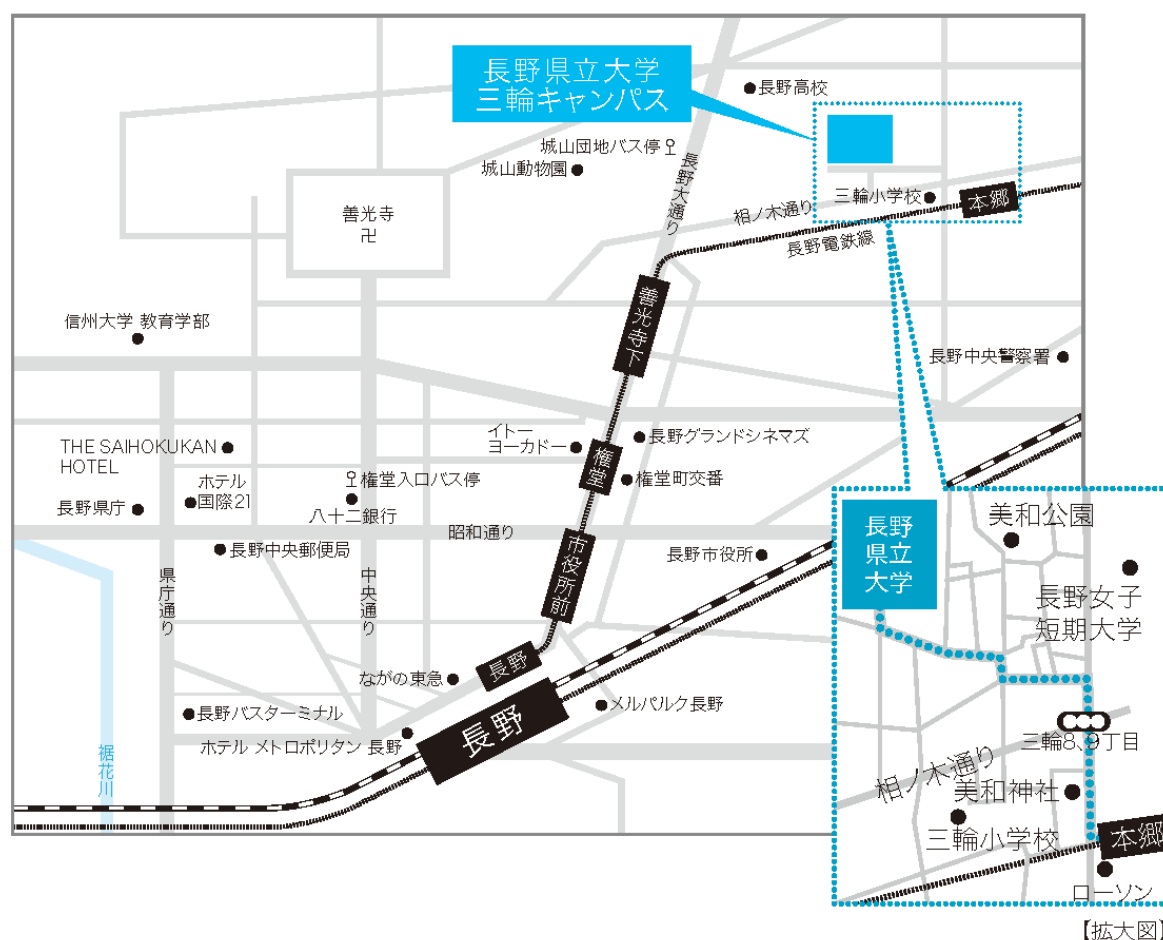 長野県立大学
三輪キャンパス
長野高校
城山団地バス停
城山動物園
長野大通り
善光寺
卍
三輪小学校
本郷
相ノ木通り
長野電鉄線
善光寺下
信州大学 教育学部
長野中央警察署
イトー
ヨーカドー
長野グランドシネマズ
THE SAIHOKUKAN
HOTEL
ホテル
国際21
権堂入口バス停
権堂
権堂町交番
長野県庁
八十二銀行
昭和通り
長野中央郵便局
市役所前
長野市役所
県庁通り
中央通り
長野
ながの東急
長野バスターミナル
ホテル メトロポリタン 長野
長野
メルパルク長野
裾花川
長野
県立
大学
美和公園
長野女子
短期大学
三輪8、9丁目
相ノ木通り
美和神社
三輪小学校
本郷
ローソン
【拡大図】